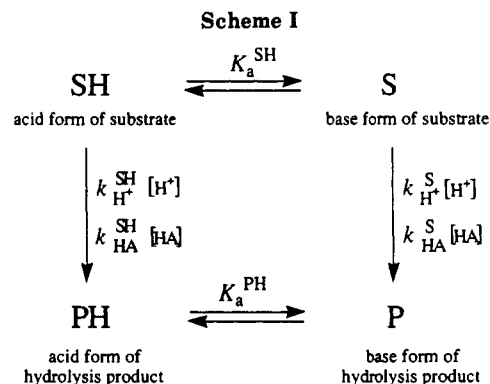 Scheme I
K_a^SH
SH S
acid form of substrate base form of substrate
k_H+^SH [H+] k_H+^S [H+]
k_HA^SH [HA] k_HA^S [HA]
K_a^PH
PH P
acid form of base form of
hydrolysis product hydrolysis product